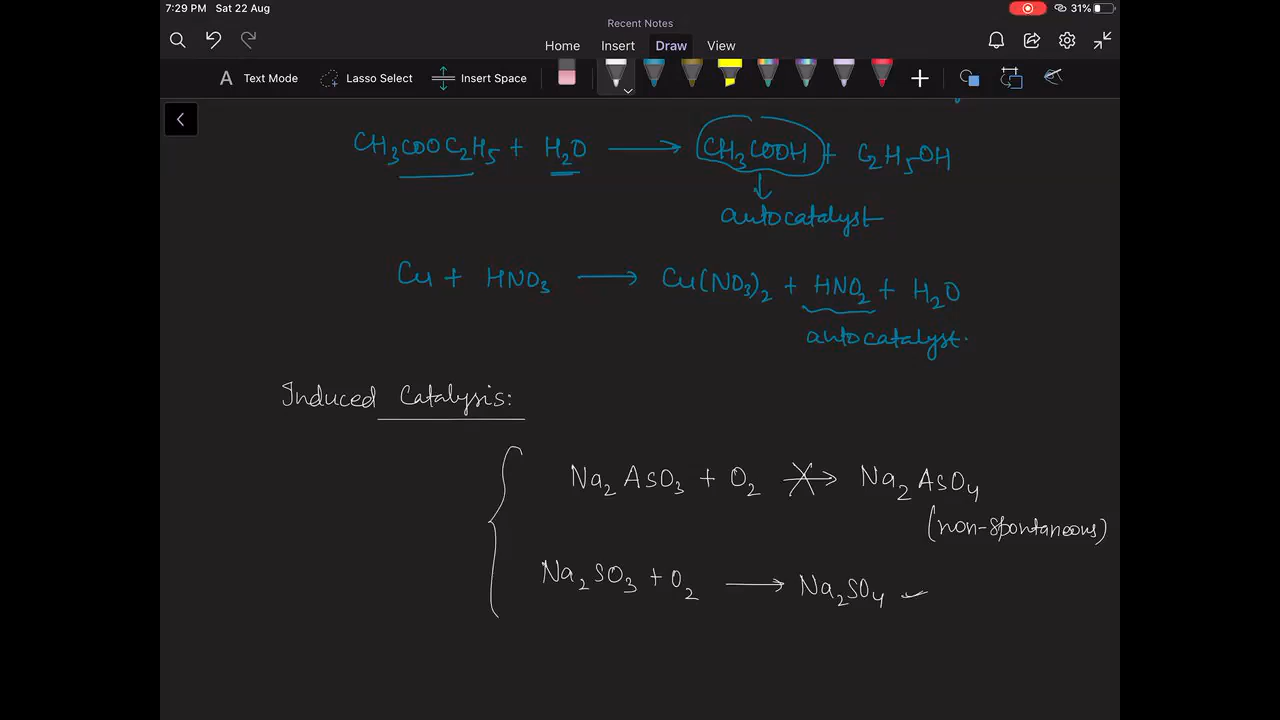 7:29 PM Sat 22 Aug
31%
Recent Notes
Home Insert Draw View
Text Mode Lasso Select Insert Space
CH₃COOC₂H₅ + H₂O ⟶ CH₃COOH + C₂H₅OH
autocatalyst
Cu + HNO₃ ⟶ Cu(NO₃)₂ + HNO₂ + H₂O
autocatalyst.
Induced Catalysis:
Na₂AsO₃ + O₂ ⟶ Na₂AsO₄
(non-spontaneous)
Na₂SO₃ + O₂ ⟶ Na₂SO₄